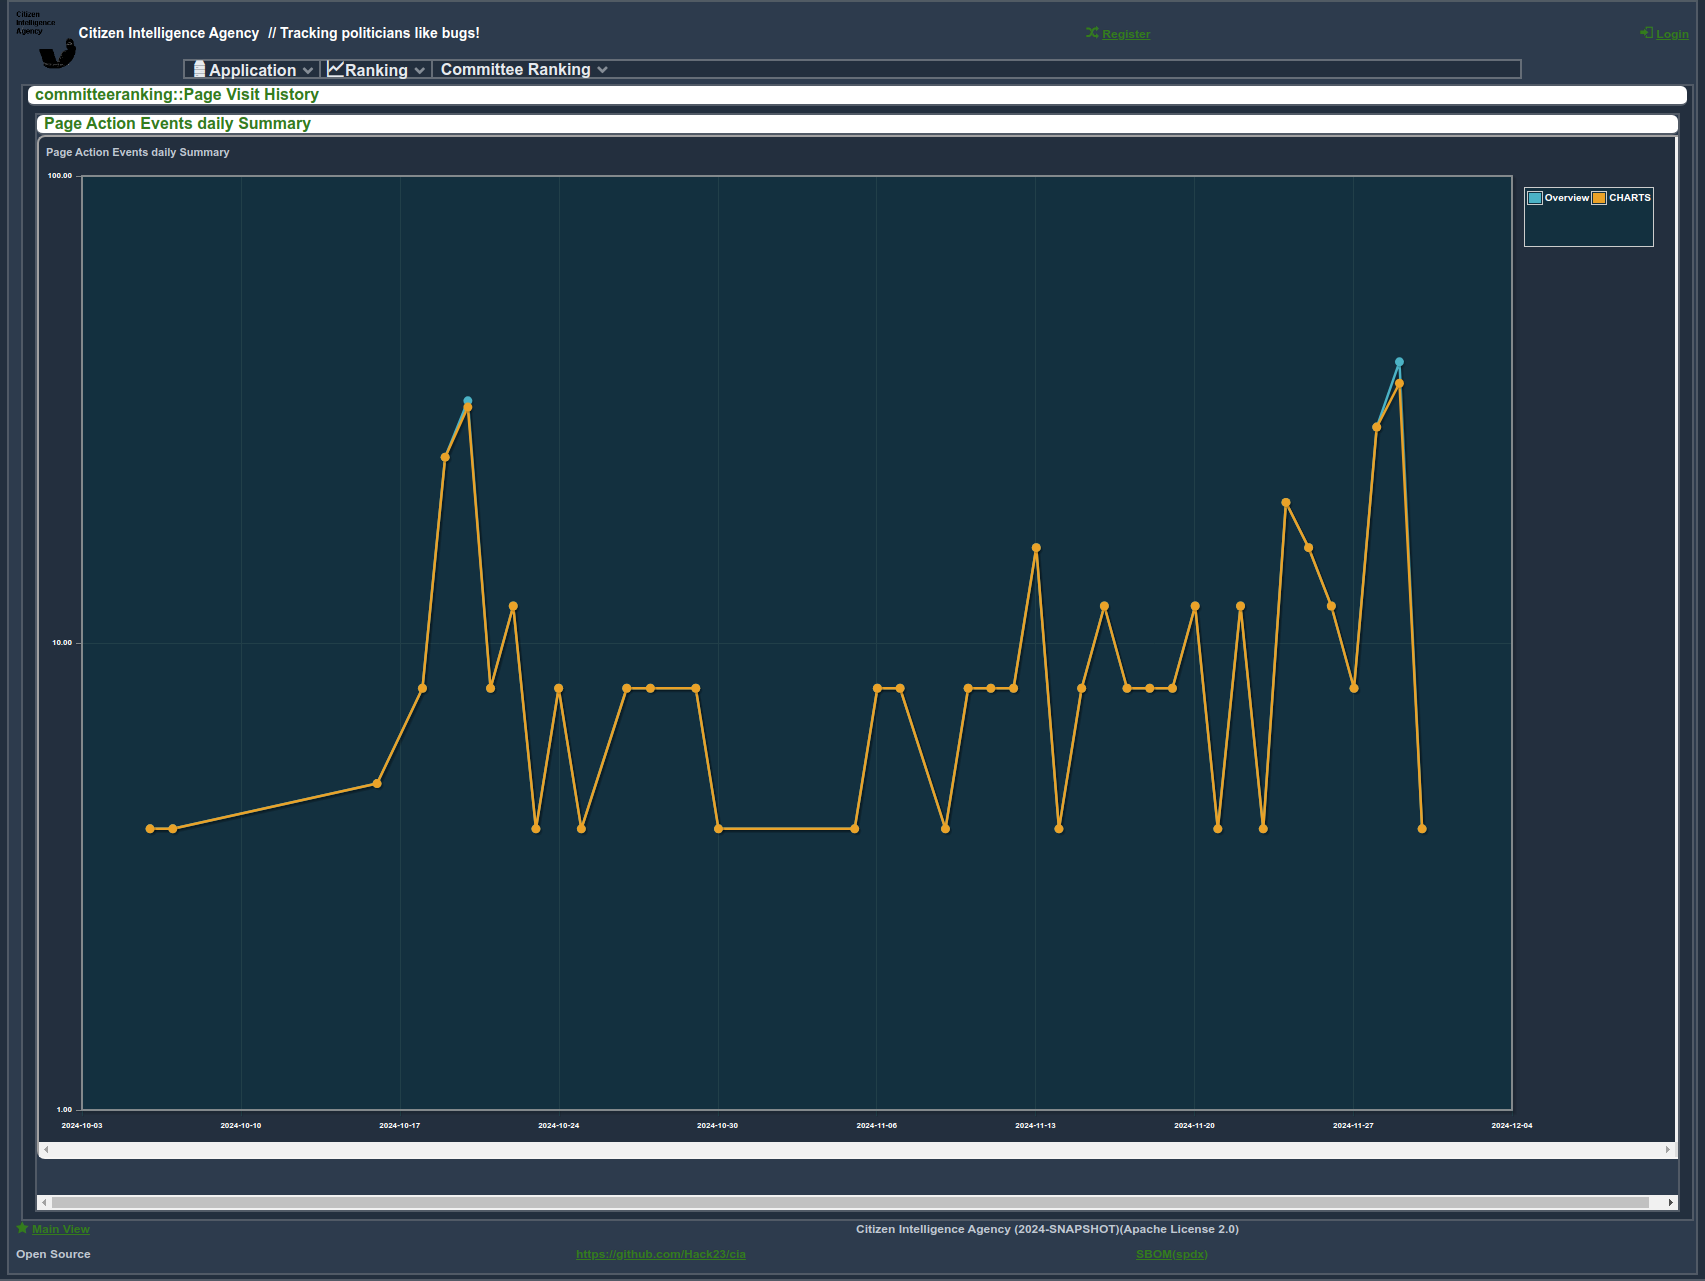 Citizen
Intelligence
Agency
Citizen Intelligence Agency // Tracking politicians like bugs!
Register
Login
Application
Ranking
Committee Ranking
committeeranking::Page Visit History
Page Action Events daily Summary
Page Action Events daily Summary
100.00
10.00
1.00
Overview
CHARTS
2024-10-03
2024-10-10
2024-10-17
2024-10-24
2024-10-30
2024-11-06
2024-11-13
2024-11-20
2024-11-27
2024-12-04
Main View
Citizen Intelligence Agency (2024-SNAPSHOT)(Apache License 2.0)
Open Source
https://github.com/Hack23/cia
SBOM(spdx)